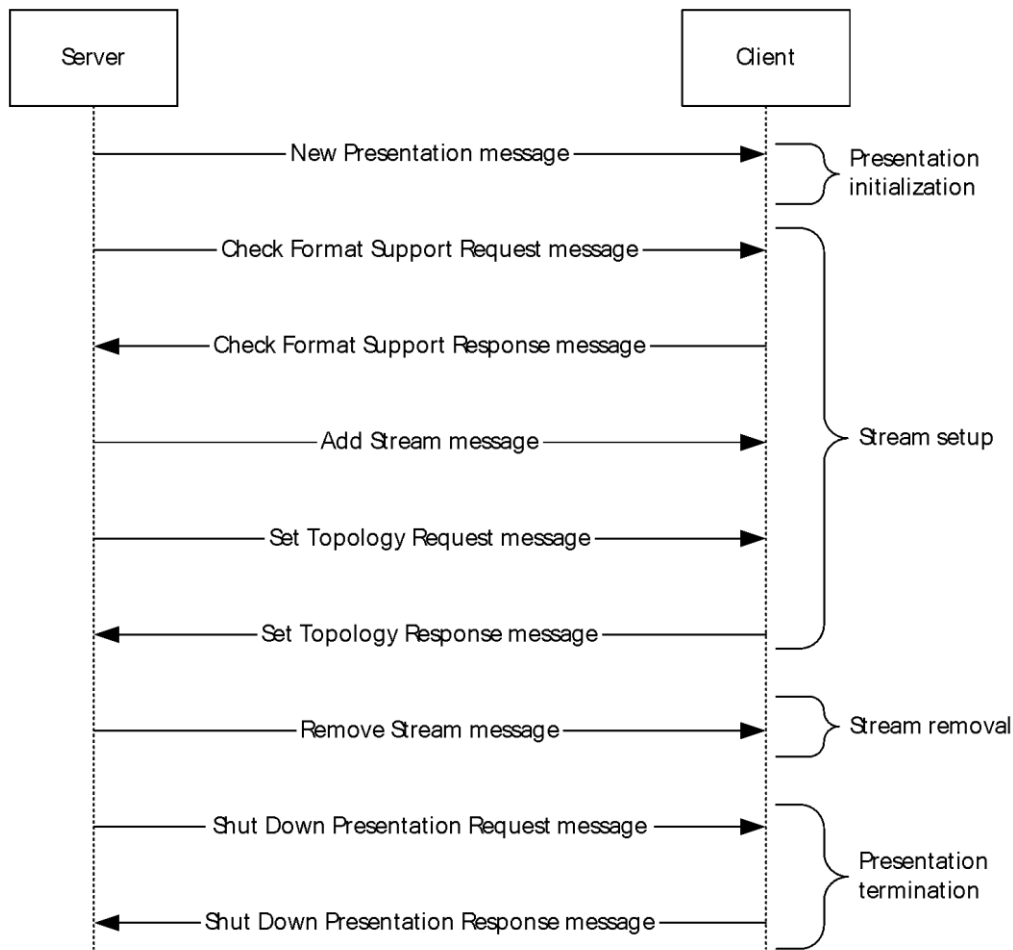 Server
Client
New Presentation message
Presentation
initialization
Check Format Support Request message
Check Format Support Response message
Add Stream message
Stream setup
Set Topology Request message
Set Topology Response message
Remove Stream message
Stream removal
Shut Down Presentation Request message
Presentation
termination
Shut Down Presentation Response message